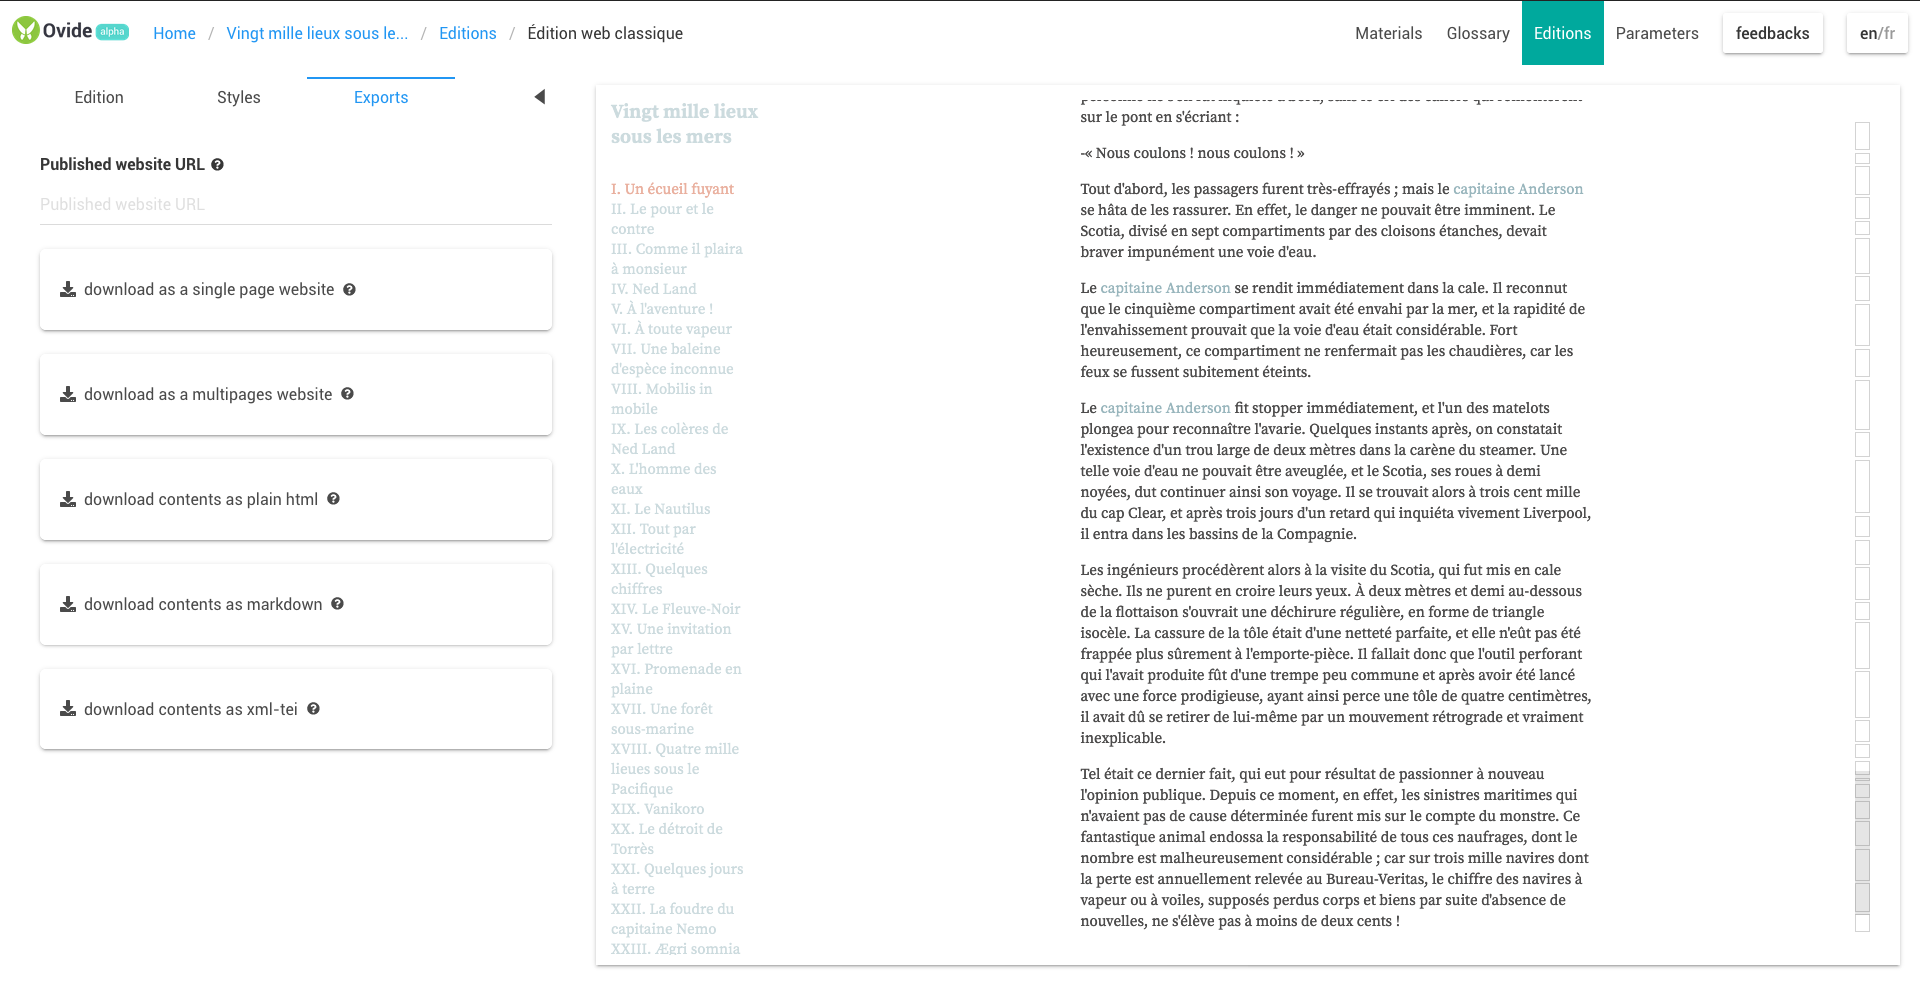 Ovide alpha
Home / Vingt mille lieux sous le... / Editions / Édition web classique
Materials Glossary Editions Parameters feedbacks en/fr
Edition Styles Exports
Published website URL
Published website URL
download as a single page website
download as a multipages website
download contents as plain html
download contents as markdown
download contents as xml-tei
Vingt mille lieux
sous les mers
I. Un écueil fuyant
II. Le pour et le
contre
III. Comme il plaira
à monsieur
IV. Ned Land
V. À l'aventure !
VI. À toute vapeur
VII. Une baleine
d'espèce inconnue
VIII. Mobilis in
mobile
IX. Les colères de
Ned Land
X. L'homme des
eaux
XI. Le Nautilus
XII. Tout par
l'électricité
XIII. Quelques
chiffres
XIV. Le Fleuve-Noir
XV. Une invitation
par lettre
XVI. Promenade en
plaine
XVII. Une forêt
sous-marine
XVIII. Quatre mille
lieues sous le
Pacifique
XIX. Vanikoro
XX. Le détroit de
Torrès
XXI. Quelques jours
à terre
XXII. La foudre du
capitaine Nemo
XXIII. Ægri somnia
sur le pont en s'écriant :
-« Nous coulons ! nous coulons ! »
Tout d'abord, les passagers furent très-effrayés ; mais le capitaine Anderson
se hâta de les rassurer. En effet, le danger ne pouvait être imminent. Le
Scotia, divisé en sept compartiments par des cloisons étanches, devait
braver impunément une voie d'eau.
Le capitaine Anderson se rendit immédiatement dans la cale. Il reconnut
que le cinquième compartiment avait été envahi par la mer, et la rapidité de
l'envahissement prouvait que la voie d'eau était considérable. Fort
heureusement, ce compartiment ne renfermait pas les chaudières, car les
feux se fussent subitement éteints.
Le capitaine Anderson fit stopper immédiatement, et l'un des matelots
plongea pour reconnaître l'avarie. Quelques instants après, on constatait
l'existence d'un trou large de deux mètres dans la carène du steamer. Une
telle voie d'eau ne pouvait être aveuglée, et le Scotia, ses roues à demi
noyées, dut continuer ainsi son voyage. Il se trouvait alors à trois cent mille
du cap Clear, et après trois jours d'un retard qui inquiéta vivement Liverpool,
il entra dans les bassins de la Compagnie.
Les ingénieurs procédèrent alors à la visite du Scotia, qui fut mis en cale
sèche. Ils ne purent en croire leurs yeux. À deux mètres et demi au-dessous
de la flottaison s'ouvrait une déchirure régulière, en forme de triangle
isocèle. La cassure de la tôle était d'une netteté parfaite, et elle n'eût pas été
frappée plus sûrement à l'emporte-pièce. Il fallait donc que l'outil perforant
qui l'avait produite fût d'une trempe peu commune et après avoir été lancé
avec une force prodigieuse, ayant ainsi perce une tôle de quatre centimètres,
il avait dû se retirer de lui-même par un mouvement rétrograde et vraiment
inexplicable.
Tel était ce dernier fait, qui eut pour résultat de passionner à nouveau
l'opinion publique. Depuis ce moment, en effet, les sinistres maritimes qui
n'avaient pas de cause déterminée furent mis sur le compte du monstre. Ce
fantastique animal endossa la responsabilité de tous ces naufrages, dont le
nombre est malheureusement considérable ; car sur trois mille navires dont
la perte est annuellement relevée au Bureau-Veritas, le chiffre des navires à
vapeur ou à voiles, supposés perdus corps et biens par suite d'absence de
nouvelles, ne s'élève pas à moins de deux cents !